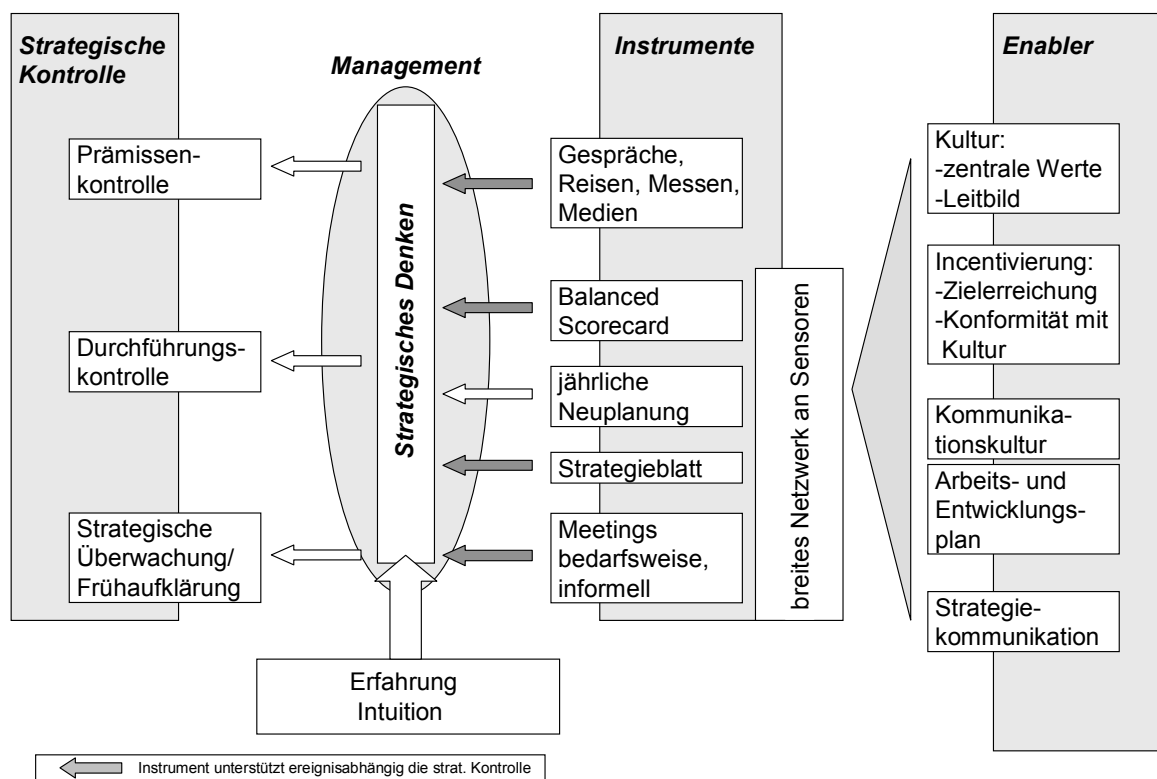 Strategische
Kontrolle
Prämissen-
kontrolle
Durchführungs-
kontrolle
Strategische
Überwachung/
Frühaufklärung
Management
Strategisches Denken
Erfahrung
Intuition
Instrumente
Gespräche,
Reisen, Messen,
Medien
Balanced
Scorecard
jährliche
Neuplanung
Strategieblatt
Meetings
bedarfsweise,
informell
breites Netzwerk an Sensoren
Enabler
Kultur:
-zentrale Werte
-Leitbild
Incentivierung:
-Zielerreichung
-Konformität mit
Kultur
Kommunika-
tionskultur
Arbeits- und
Entwicklungs-
plan
Strategie-
kommunikation
Instrument unterstützt ereignisabhängig die strat. Kontrolle